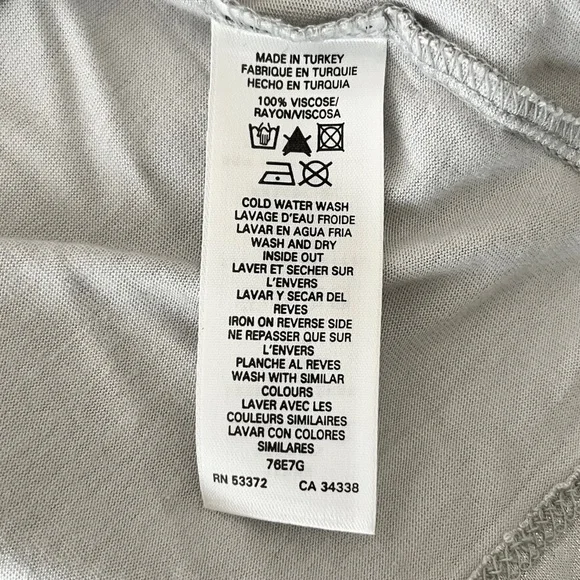 MADE IN TURKEY
FABRIQUE EN TURQUIE
HECHO EN TURQUIA
100% VISCOSE/
RAYON/VISCOSA
COLD WATER WASH
LAVAGE D'EAU FROIDE
LAVAR EN AGUA FRIA
WASH AND DRY
INSIDE OUT
LAVER ET SECHER SUR
L'ENVERS
LAVAR Y SECAR DEL
REVES
IRON ON REVERSE SIDE
NE REPASSER QUE SUR
L'ENVERS
PLANCHE AL REVES
WASH WITH SIMILAR
COLOURS
LAVER AVEC LES
COULEURS SIMILAIRES
LAVAR CON COLORES
SIMILARES
76E7G
RN 53372 CA 34338